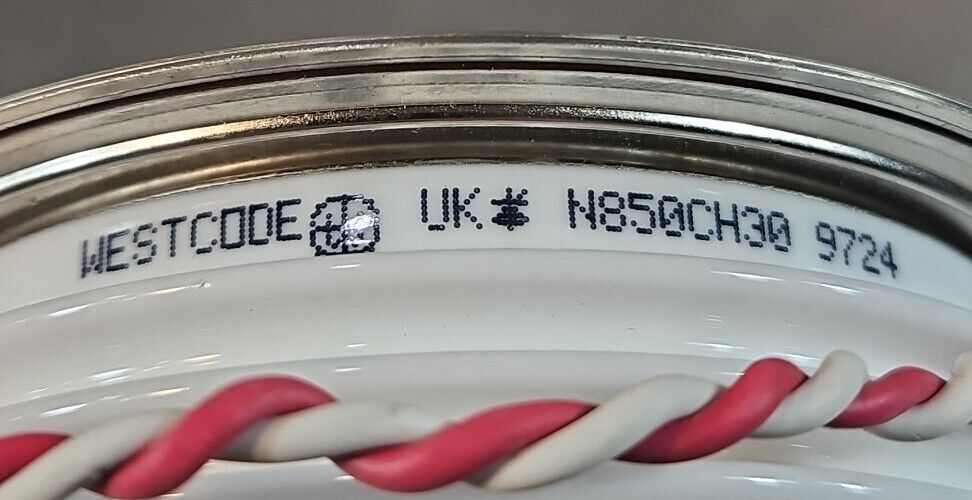 WESTCODE UK N850CH30 9724